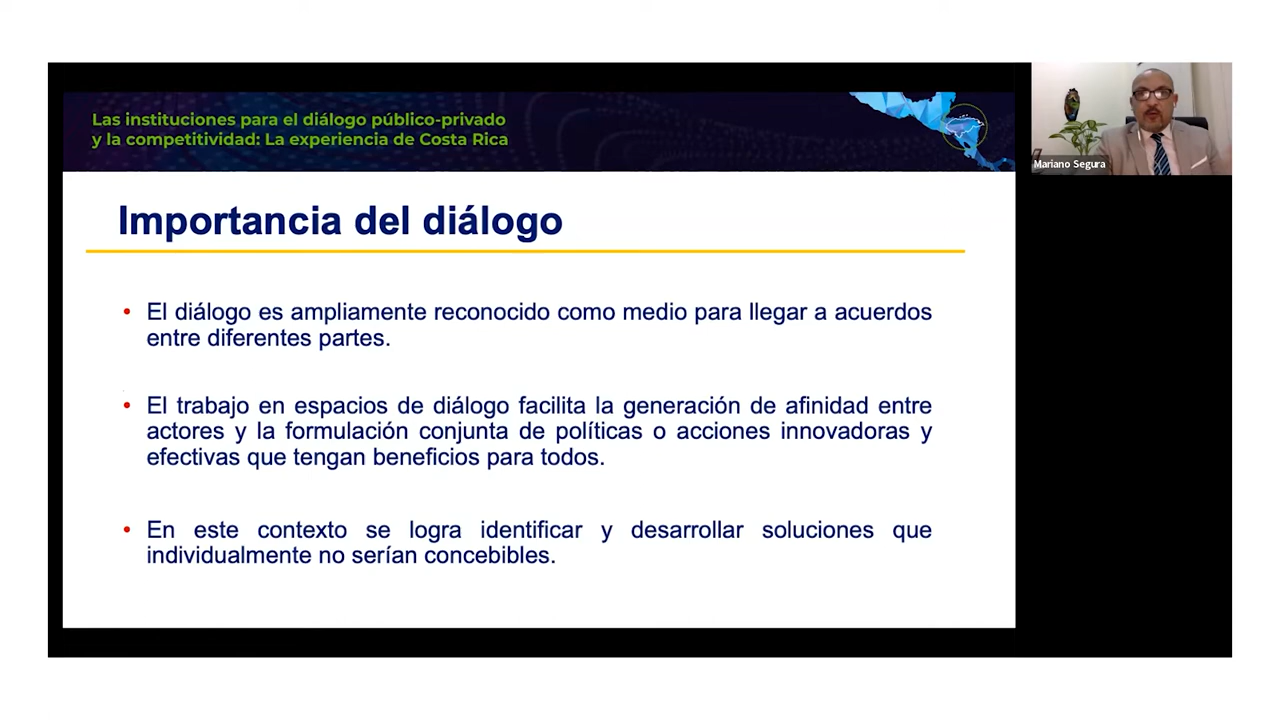 Las instituciones para el diálogo público-privado
y la competitividad: La experiencia de Costa Rica
Mariano Segura
Importancia del diálogo
• El diálogo es ampliamente reconocido como medio para llegar a acuerdos
entre diferentes partes.
• El trabajo en espacios de diálogo facilita la generación de afinidad entre
actores y la formulación conjunta de políticas o acciones innovadoras y
efectivas que tengan beneficios para todos.
• En este contexto se logra identificar y desarrollar soluciones que
individualmente no serían concebibles.